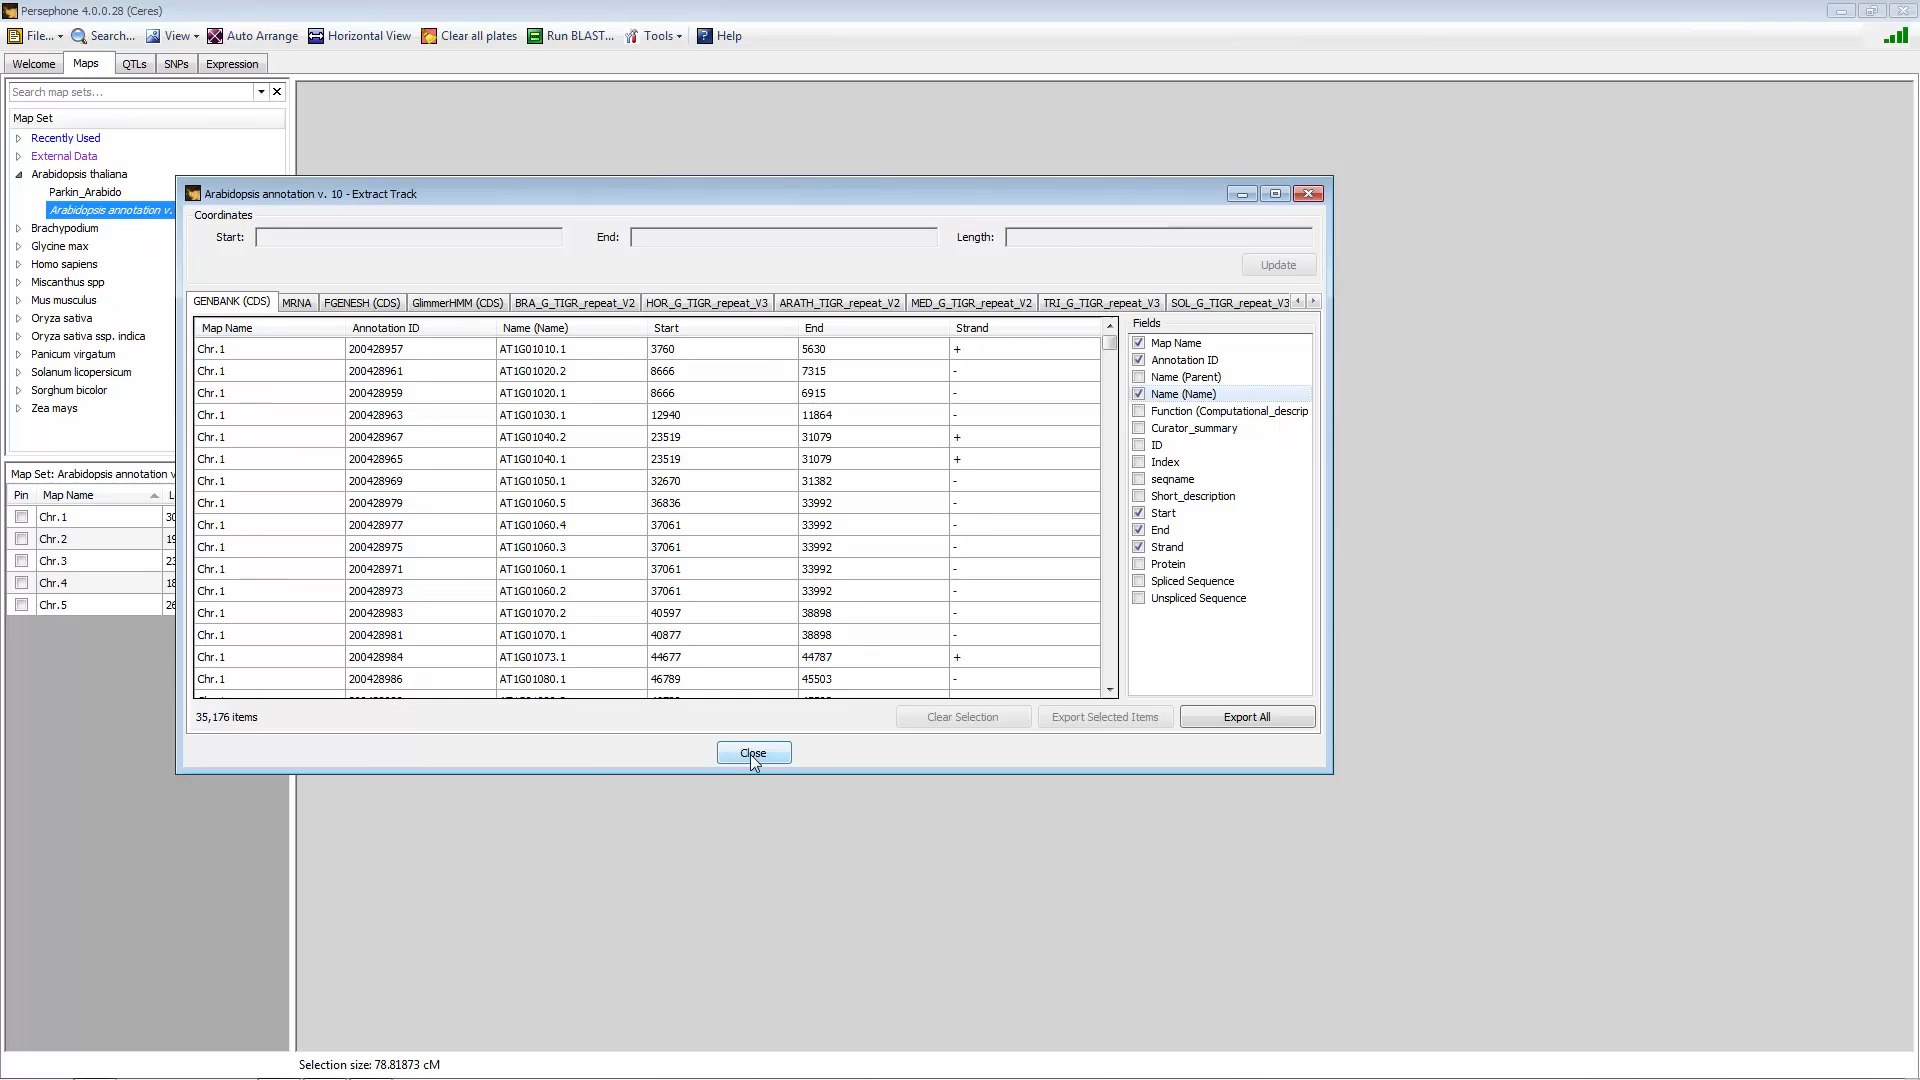 Persephone 4.0.0.28 (Ceres)
File... Search... View Auto Arrange Horizontal View Clear all plates Run BLAST... Tools Help
Welcome Maps QTLs SNPs Expression
Search map sets...
Map Set
Recently Used
External Data
Arabidopsis thaliana
Parkin_Arabido
Arabidopsis annotation v.
Brachypodium
Glycine max
Homo sapiens
Miscanthus spp
Mus musculus
Oryza sativa
Oryza sativa ssp. indica
Panicum virgatum
Solanum licopersicum
Sorghum bicolor
Zea mays
Map Set: Arabidopsis annotation v
Pin Map Name L
Chr.1 30
Chr.2 19
Chr.3 23
Chr.4 18
Chr.5 26
Arabidopsis annotation v. 10 - Extract Track
Coordinates
Start: End: Length:
Update
GENBANK (CDS) MRNA FGENESH (CDS) GlimmerHMM (CDS) BRA_G_TIGR_repeat_V2 HOR_G_TIGR_repeat_V3 ARATH_TIGR_repeat_V2 MED_G_TIGR_repeat_V2 TRI_G_TIGR_repeat_V3 SOL_G_TIGR_repeat_V3
Map Name Annotation ID Name (Name) Start End Strand
Chr.1 200428957 AT1G01010.1 3760 5630 +
Chr.1 200428961 AT1G01020.2 8666 7315 -
Chr.1 200428959 AT1G01020.1 8666 6915 -
Chr.1 200428963 AT1G01030.1 12940 11864 -
Chr.1 200428967 AT1G01040.2 23519 31079 +
Chr.1 200428965 AT1G01040.1 23519 31079 +
Chr.1 200428969 AT1G01050.1 32670 31382 -
Chr.1 200428979 AT1G01060.5 36836 33992 -
Chr.1 200428977 AT1G01060.4 37061 33992 -
Chr.1 200428975 AT1G01060.3 37061 33992 -
Chr.1 200428971 AT1G01060.1 37061 33992 -
Chr.1 200428973 AT1G01060.2 37061 33992 -
Chr.1 200428983 AT1G01070.2 40597 38898 -
Chr.1 200428981 AT1G01070.1 40877 38898 -
Chr.1 200428984 AT1G01073.1 44677 44787 +
Chr.1 200428986 AT1G01080.1 46789 45503 -
Fields
Map Name
Annotation ID
Name (Parent)
Name (Name)
Function (Computational_descrip
Curator_summary
ID
Index
seqname
Short_description
Start
End
Strand
Protein
Spliced Sequence
Unspliced Sequence
35,176 items
Clear Selection Export Selected Items Export All
Close
Selection size: 78.81873 cM